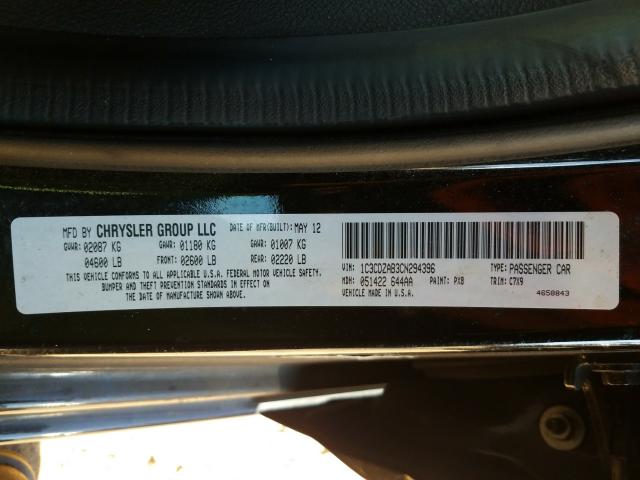 MFD BY CHRYSLER GROUP LLC DATE OF MFR(BUILT): MAY 12
GVWR: 02087 KG GAWR: 01180 KG GAWR: 01007 KG
04600 LB FRONT: 02600 LB REAR: 02220 LB
THIS VEHICLE CONFORMS TO ALL APPLICABLE U.S.A. FEDERAL MOTOR VEHICLE SAFETY,
BUMPER AND THEFT PREVENTION STANDARDS IN EFFECT ON
THE DATE OF MANUFACTURE SHOWN ABOVE.
VIN: 1C3CDZAB3CN294396 TYPE: PASSENGER CAR
MDH: 051422 644AA PAINT: PX8 TRIM: C7X9
VEHICLE MADE IN U.S.A. 4658843